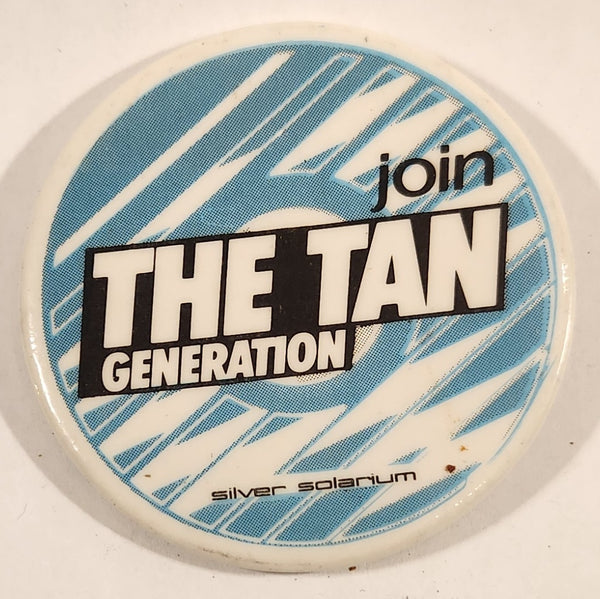 join
THE TAN
GENERATION
silver solarium